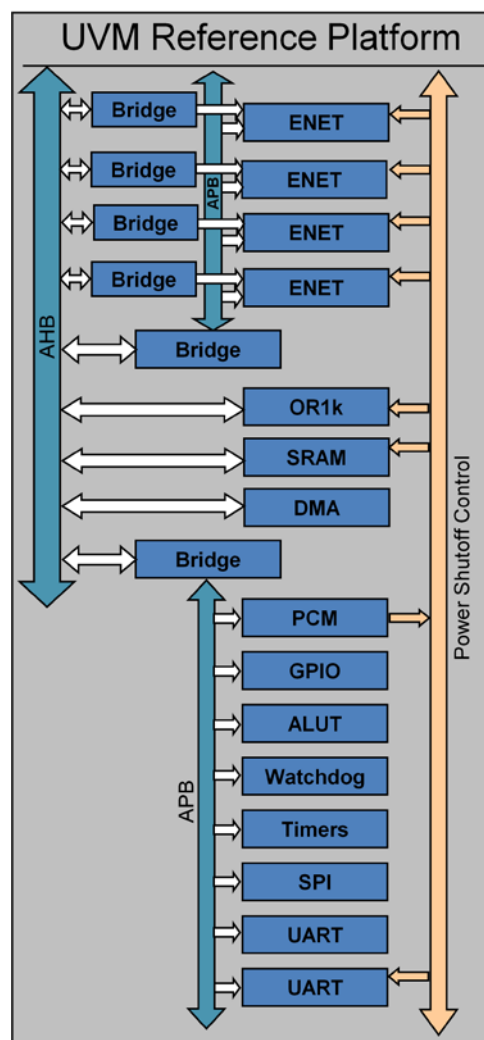 UVM Reference Platform
Bridge
ENET
Bridge
ENET
APB
Bridge
ENET
Bridge
ENET
AHB
Bridge
OR1k
SRAM
DMA
Bridge
Power Shutoff Control
PCM
GPIO
ALUT
APB
Watchdog
Timers
SPI
UART
UART